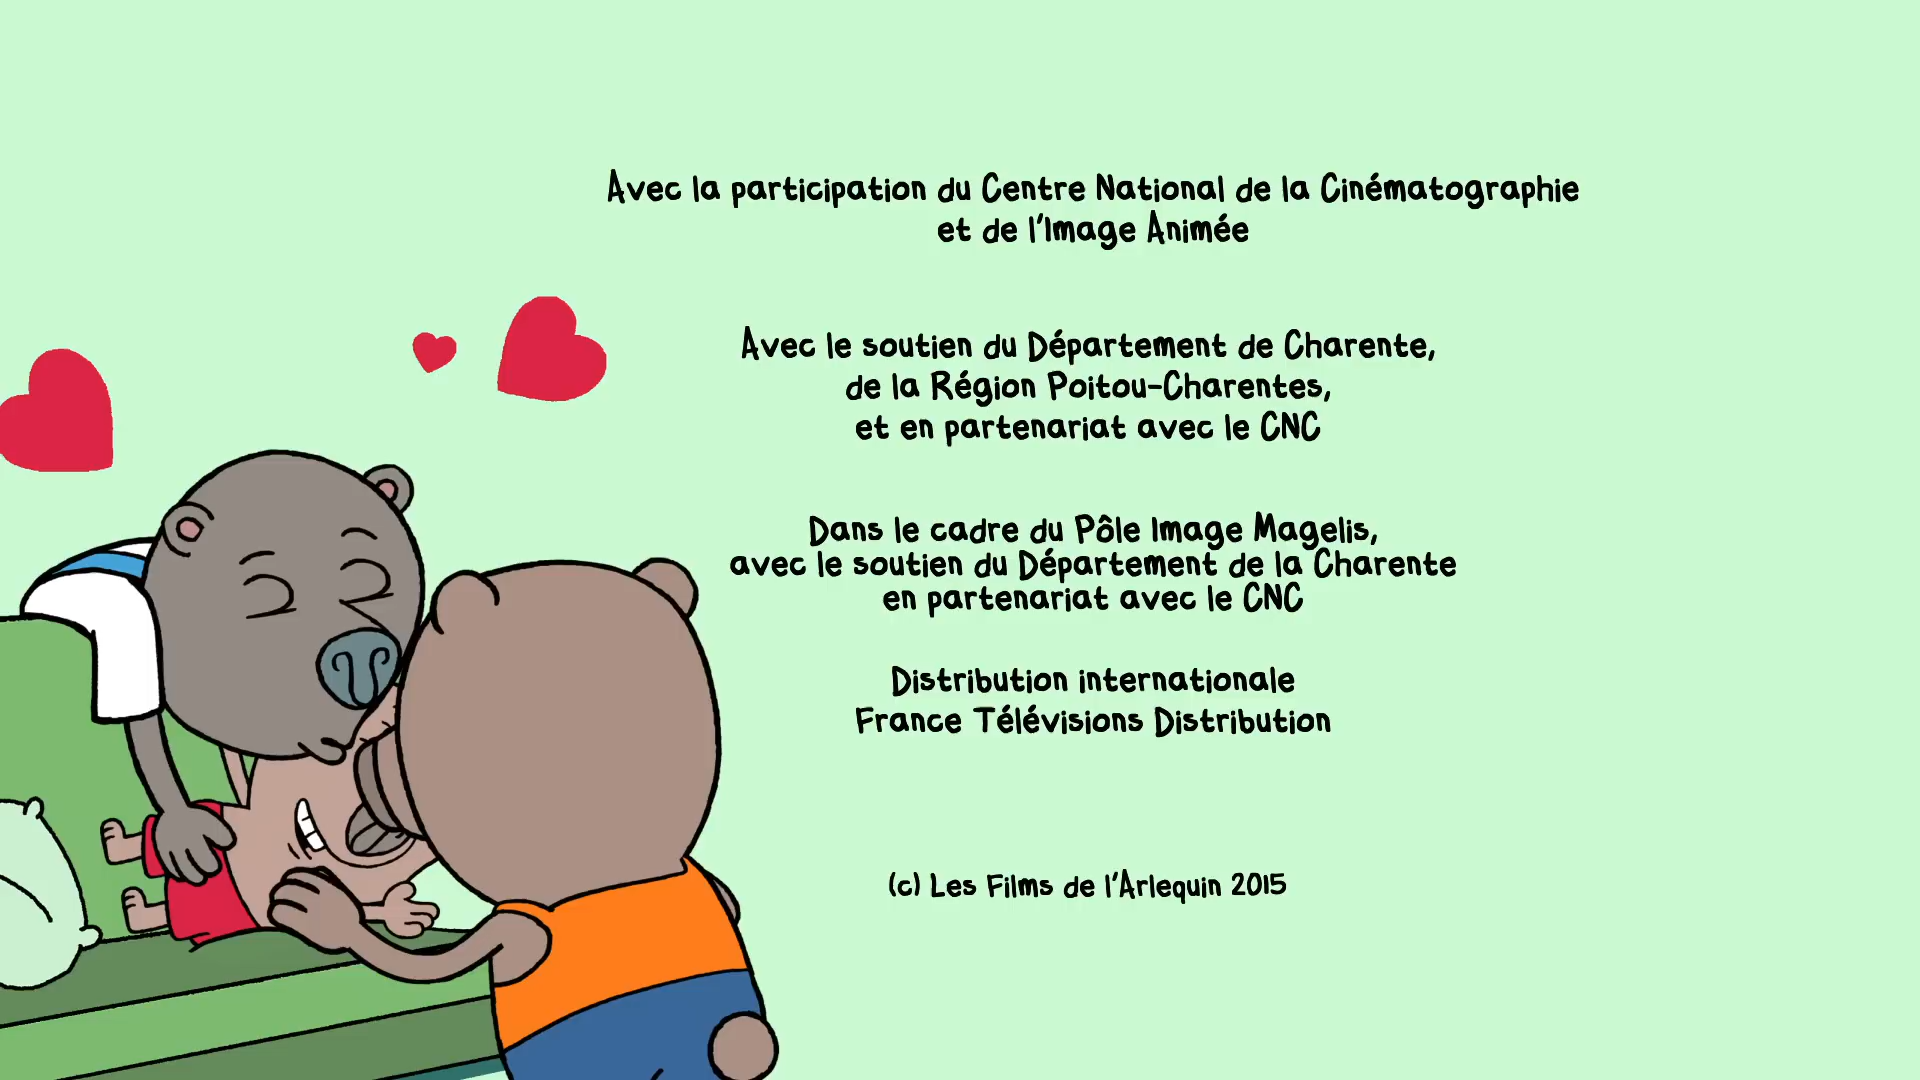 Avec la participation du Centre National de la Cinématographie
et de l'Image Animée
Avec le soutien du Département de Charente,
de la Région Poitou-Charentes,
et en partenariat avec le CNC
Dans le cadre du Pôle Image Magelis,
avec le soutien du Département de la Charente
en partenariat avec le CNC
Distribution internationale
France Télévisions Distribution
(c) Les Films de l'Arlequin 2015